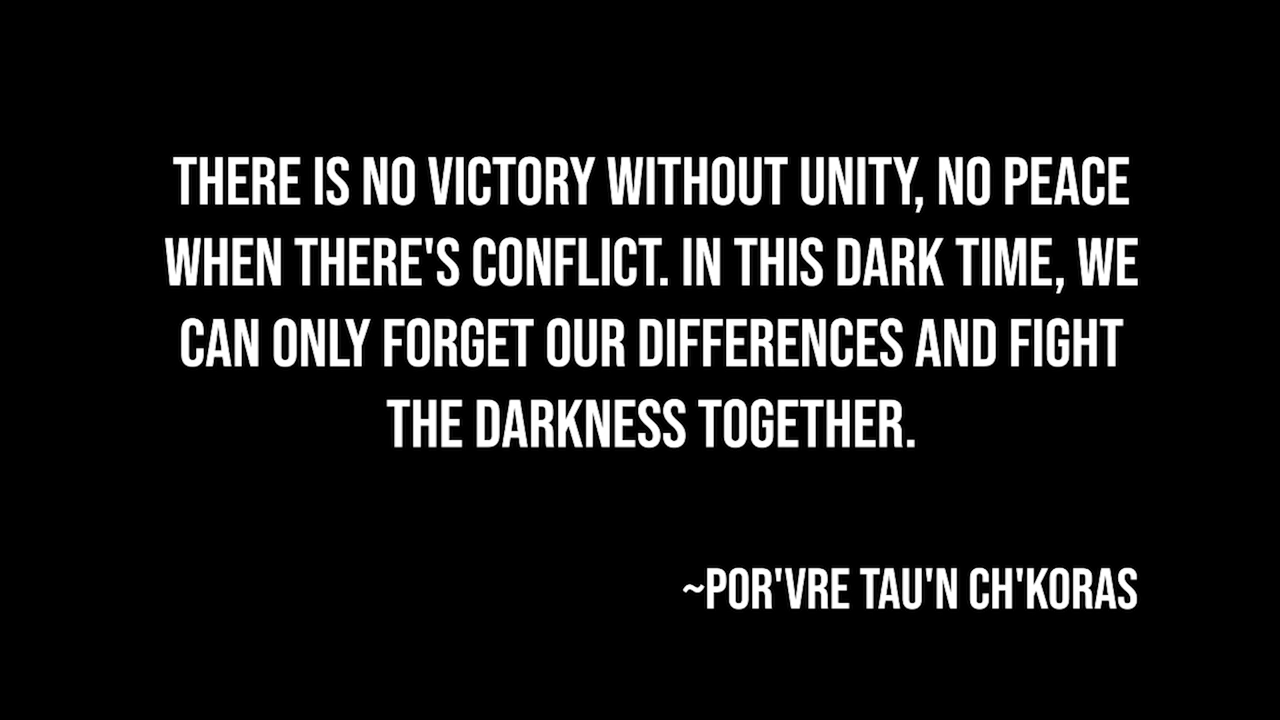 THERE IS NO VICTORY WITHOUT UNITY, NO PEACE
WHEN THERE'S CONFLICT. IN THIS DARK TIME, WE
CAN ONLY FORGET OUR DIFFERENCES AND FIGHT
THE DARKNESS TOGETHER.
~POR'VRE TAU'N CH'KORAS